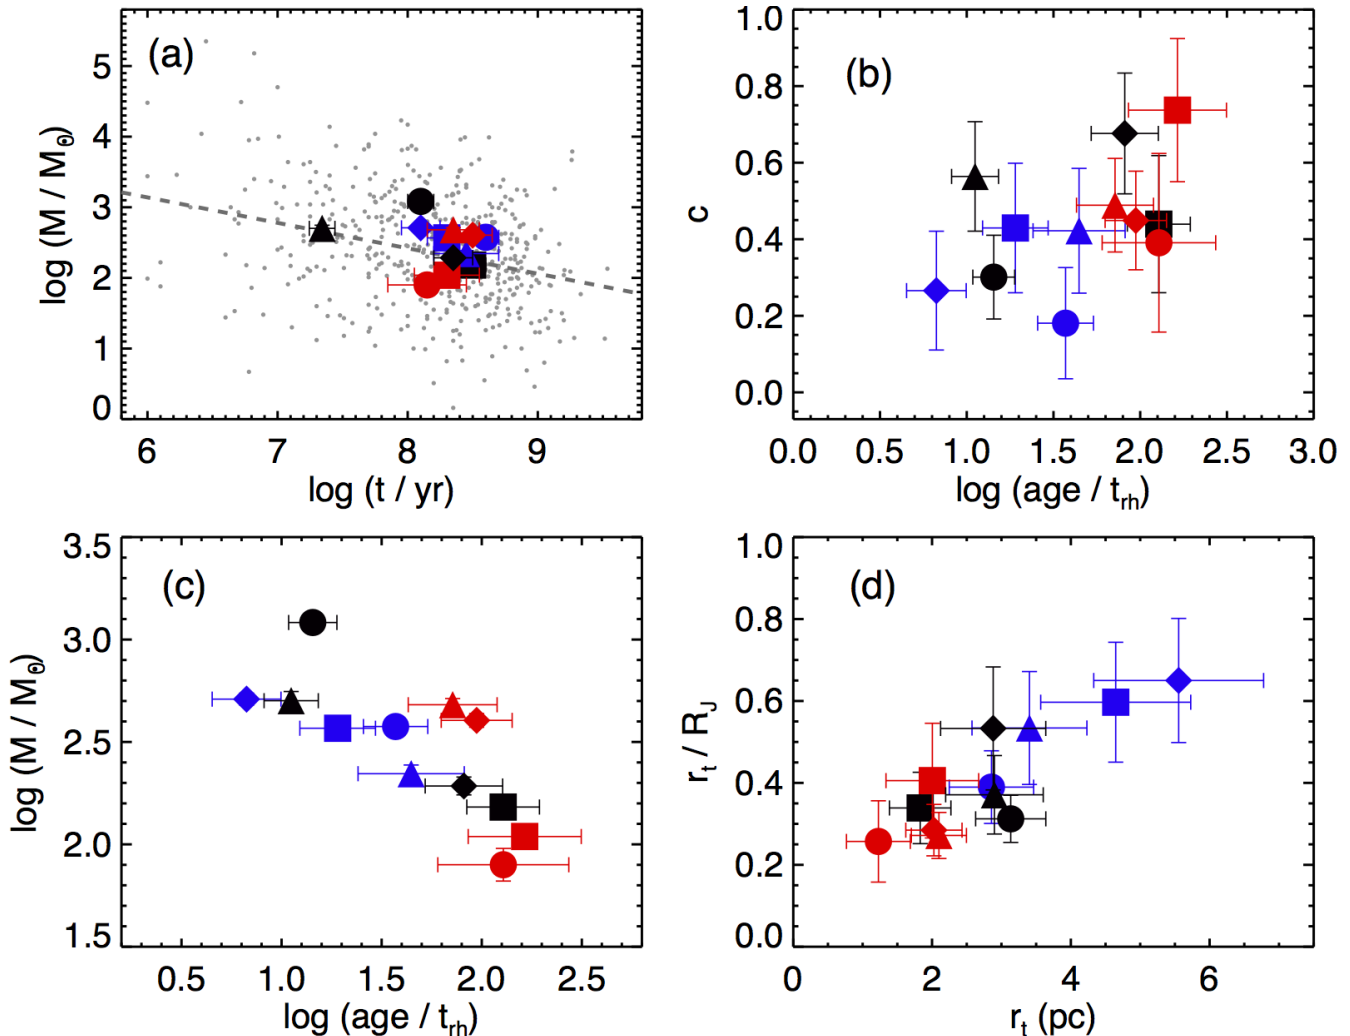 (a)
5
4
3
2
1
0
log (M / M⊙)
6 7 8 9
log (t / yr)
(b)
1.0
0.8
0.6
0.4
0.2
0.0
c
0.0 0.5 1.0 1.5 2.0 2.5 3.0
log (age / trh)
(c)
3.5
3.0
2.5
2.0
1.5
log (M / M⊙)
0.5 1.0 1.5 2.0 2.5
log (age / trh)
(d)
1.0
0.8
0.6
0.4
0.2
0.0
rt / RJ
0 2 4 6
rt (pc)